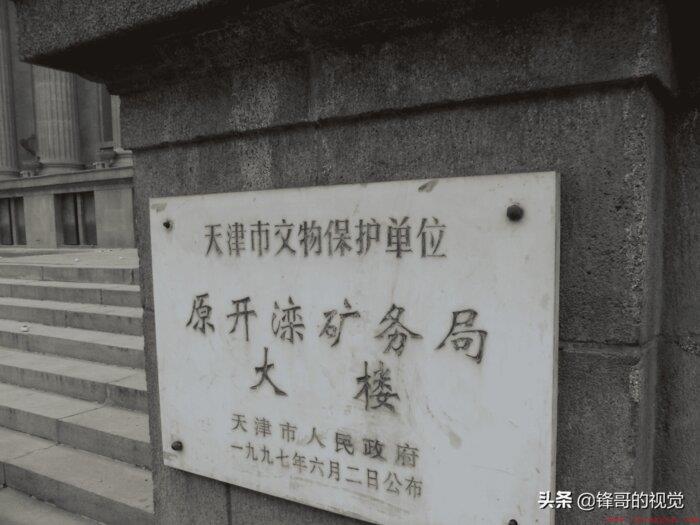 天津市文物保护单位
原开滦矿务局
大楼
天津市人民政府
一九九七年六月二日公布
头条 @锋哥的视觉